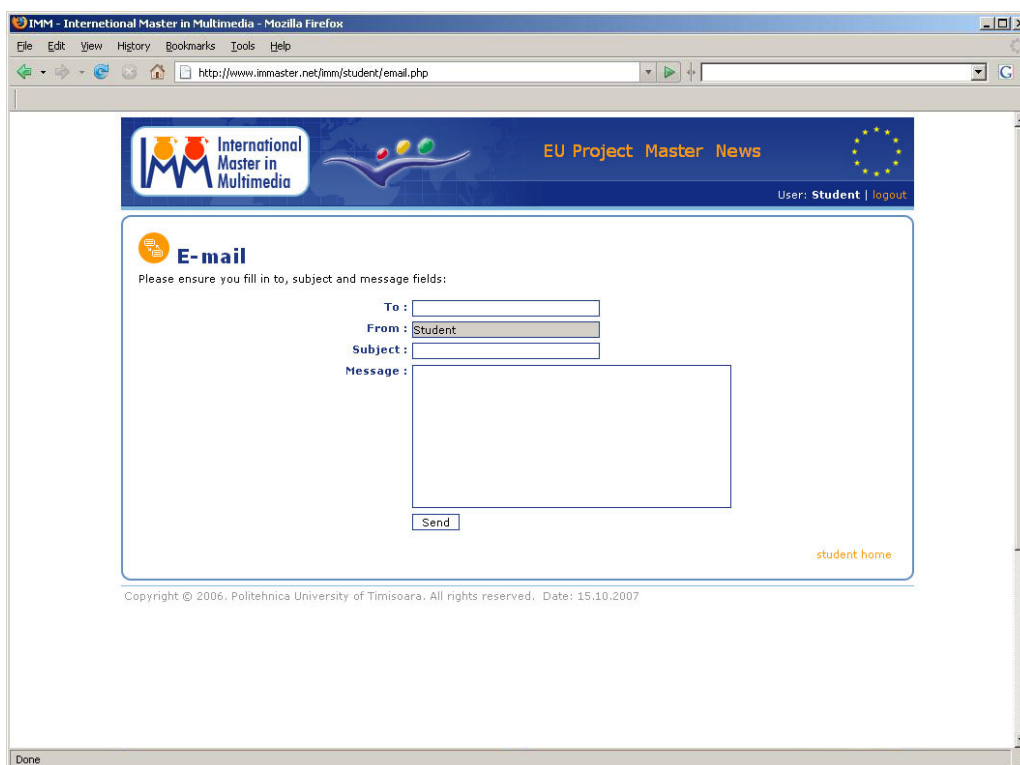 IMM - Internetional Master in Multimedia - Mozilla Firefox
File Edit View History Bookmarks Tools Help
http://www.immaster.net/imm/student/email.php
G
IMM International
Master in
Multimedia
EU Project Master News
User: Student | logout
E-mail
Please ensure you fill in to, subject and message fields:
To :
From : Student
Subject :
Message :
Send
student home
Copyright © 2006. Politehnica University of Timisoara. All rights reserved. Date: 15.10.2007
Done